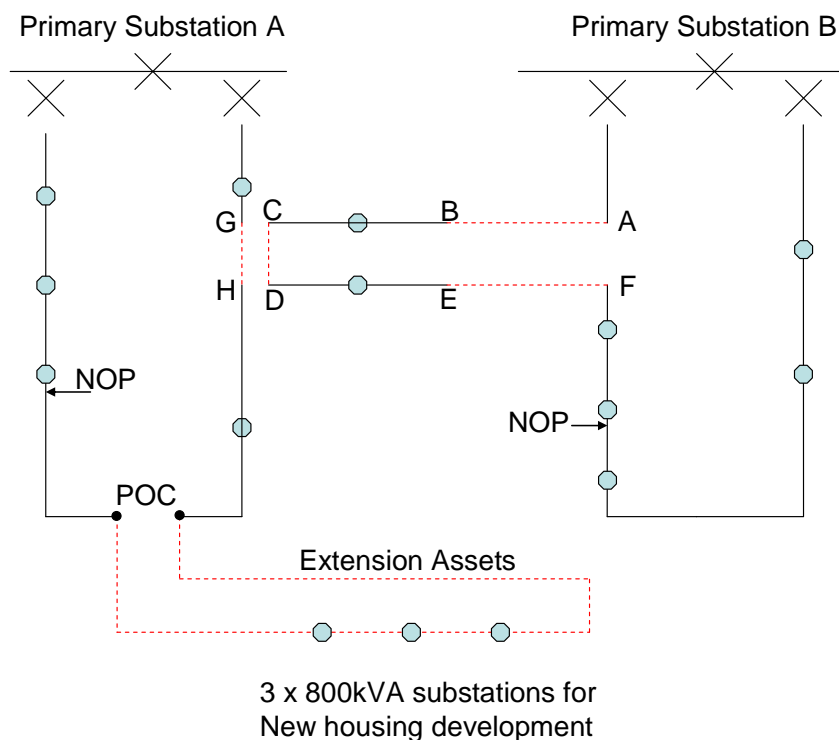 Primary Substation A
Primary Substation B
G
C
B
A
H
D
E
F
NOP
NOP
POC
Extension Assets
3 x 800kVA substations for
New housing development